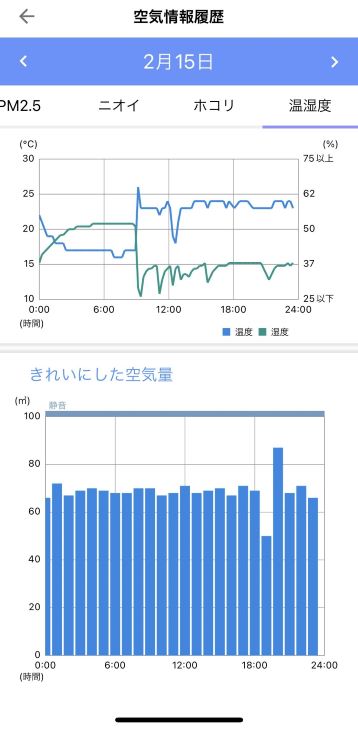 空気情報履歴
2月15日
PM2.5 ニオイ ホコリ 温湿度
(°C) (%)
30 75以上
25 62
20 50
15 37
10 25以下
0:00 6:00 12:00 18:00 24:00
(時間)
温度 湿度
きれいにした空気量
(㎥)
静音
100
80
60
40
20
0
0:00 6:00 12:00 18:00 24:00
(時間)